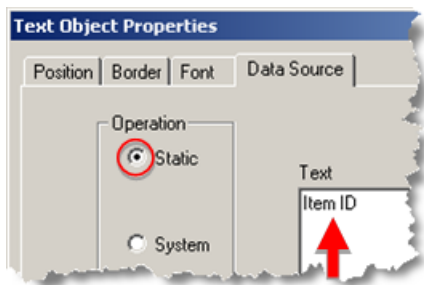 Text Object Properties
Position Border Font Data Source
Operation
Static
Text
Item ID
System